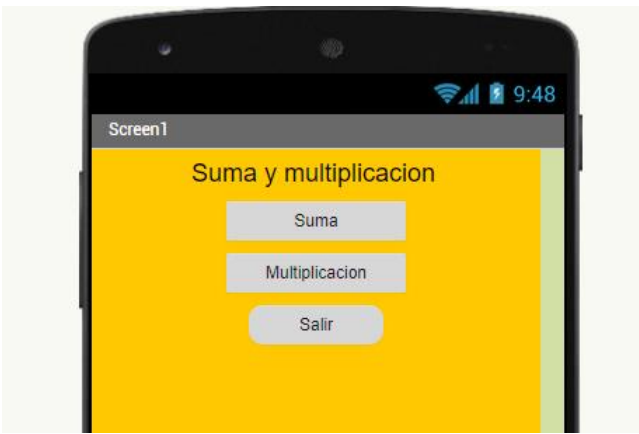 9:48
Screen1
Suma y multiplicacion
Suma
Multiplicacion
Salir